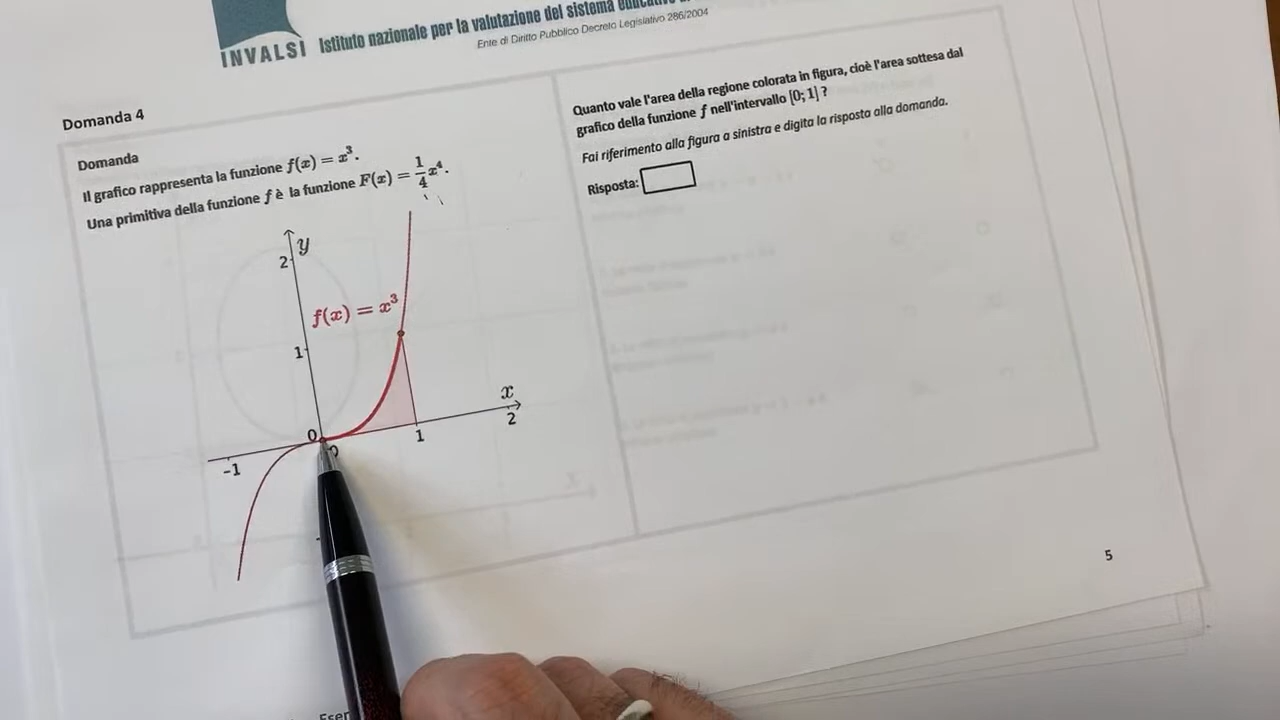 INVALSI Istituto nazionale per la valutazione del sistema
Ente di Diritto Pubblico Decreto Legislativo 286/2004
Domanda 4
Domanda
Il grafico rappresenta la funzione f(x) = x³.
Una primitiva della funzione f è la funzione F(x) = 1/4 x⁴.
y
2
f(x) = x³
1
x
0
-1
1
2
Quanto vale l'area della regione colorata in figura, cioè l'area sottesa dal
grafico della funzione f nell'intervallo [0; 1] ?
Fai riferimento alla figura a sinistra e digita la risposta alla domanda.
Risposta:
5